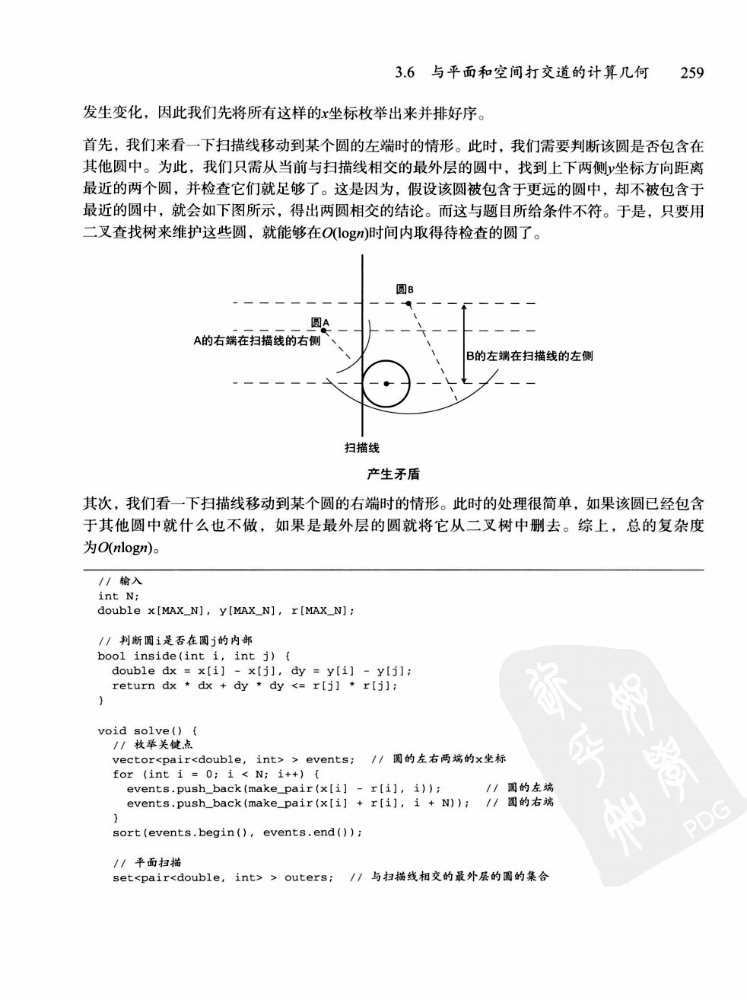 3.6 与平面和空间打交道的计算几何 259
发生变化，因此我们先将所有这样的x坐标枚举出来并排好序。
首先，我们来看一下扫描线移动到某个圆的左端时的情形。此时，我们需要判断该圆是否包含在
其他圆中。为此，我们只需从当前与扫描线相交的最外层的圆中，找到上下两侧y坐标方向距离
最近的两个圆，并检查它们就足够了。这是因为，假设该圆被包含于更远的圆中，却不被包含于
最近的圆中，就会如下图所示，得出两圆相交的结论。而这与题目所给条件不符。于是，只要用
二叉查找树来维护这些圆，就能够在O(logn)时间内取得待检查的圆了。
圆B
圆A
A的右端在扫描线的右侧
B的左端在扫描线的左侧
扫描线
产生矛盾
其次，我们看一下扫描线移动到某个圆的右端时的情形。此时的处理很简单，如果该圆已经包含
于其他圆中就什么也不做，如果是最外层的圆就将它从二叉树中删去。综上，总的复杂度
为O(nlogn)。
// 输入
int N;
double x[MAX_N], y[MAX_N], r[MAX_N];
// 判断圆i是否在圆j的内部
bool inside(int i, int j) {
double dx = x[i] - x[j], dy = y[i] - y[j];
return dx * dx + dy * dy <= r[j] * r[j];
}
void solve() {
// 枚举关键点
vector<pair<double, int> > events; // 圆的左右两端的x坐标
for (int i = 0; i < N; i++) {
events.push_back(make_pair(x[i] - r[i], i)); // 圆的左端
events.push_back(make_pair(x[i] + r[i], i + N)); // 圆的右端
}
sort(events.begin(), events.end());
// 平面扫描
set<pair<double, int> > outers; // 与扫描线相交的最外层的圆的集合
PDG